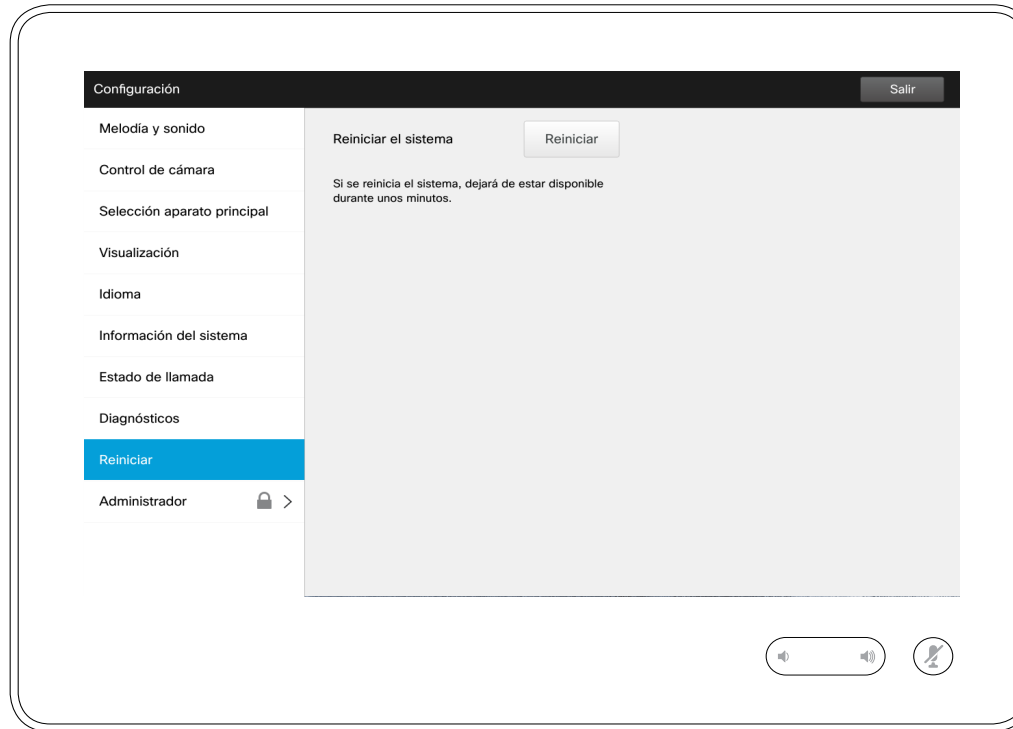 Configuración
Salir
Melodía y sonido
Control de cámara
Selección aparato principal
Visualización
Idioma
Información del sistema
Estado de llamada
Diagnósticos
Reiniciar
Administrador
Reiniciar el sistema
Reiniciar
Si se reinicia el sistema, dejará de estar disponible
durante unos minutos.